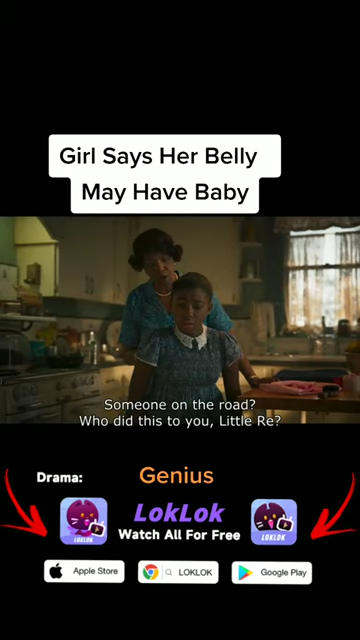 Girl Says Her Belly
May Have Baby
Someone on the road?
Who did this to you, Little Re?
Drama:
Genius
LokLok
Watch All For Free
LOKLOK
LOKLOK
Apple Store
LOKLOK
Google Play